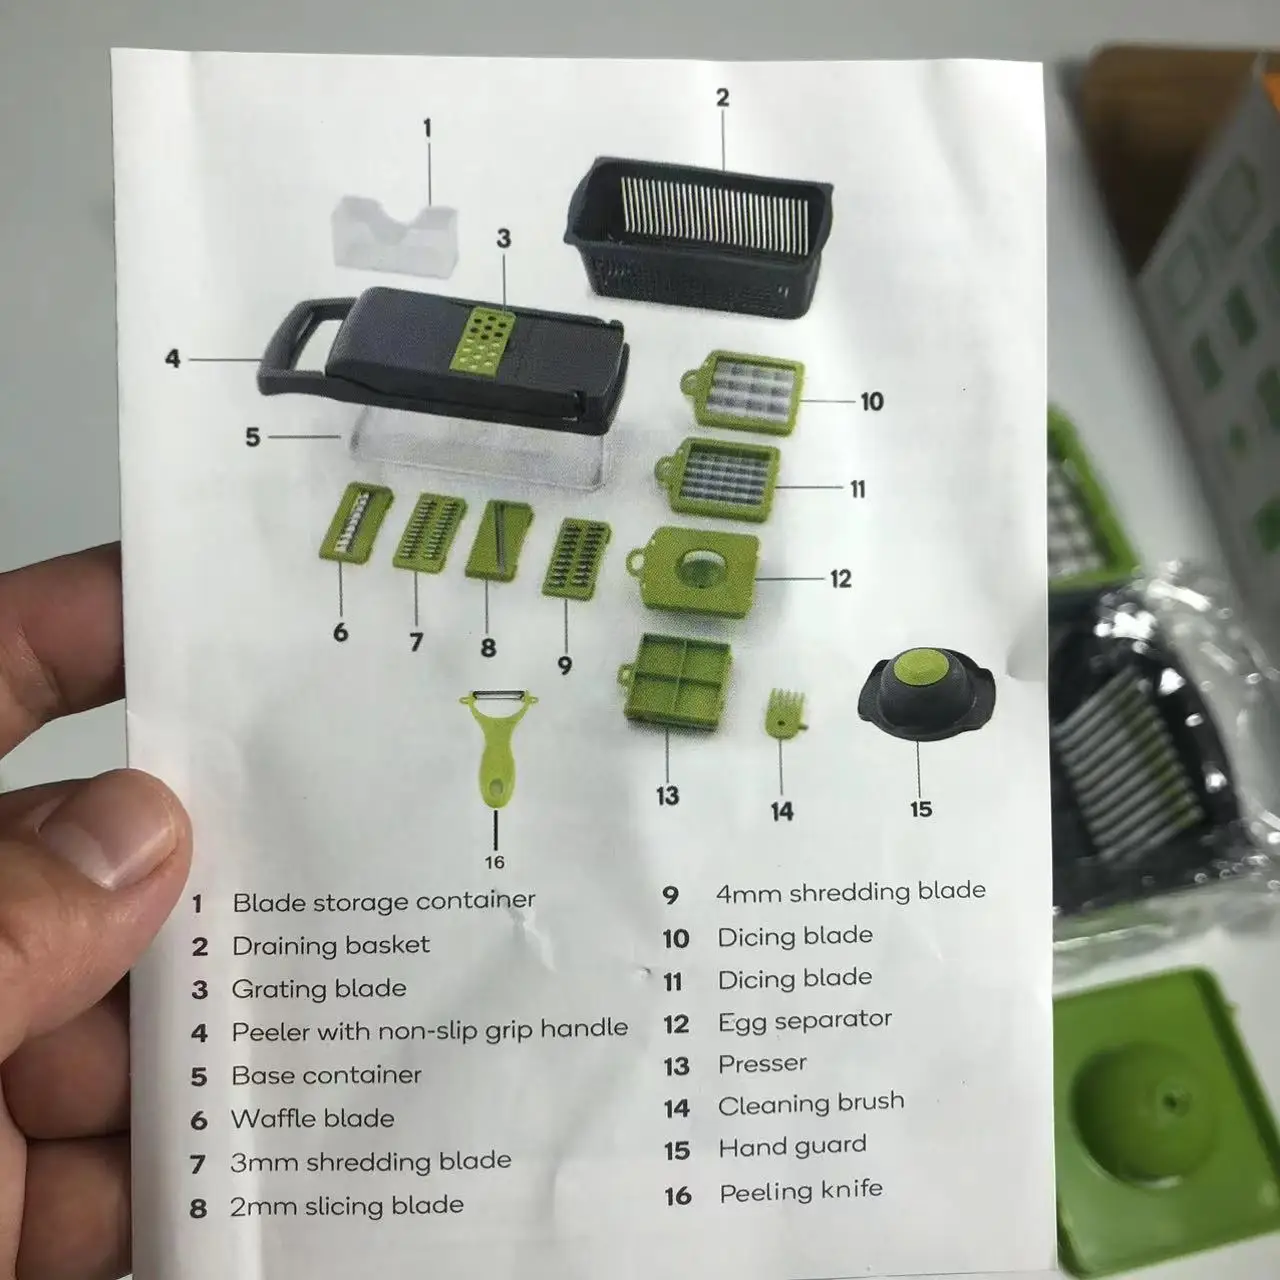 2
1
3
4
10
5
11
12
6
7
8
9
13
14
15
16
1 Blade storage container
2 Draining basket
3 Grating blade
4 Peeler with non-slip grip handle
5 Base container
6 Waffle blade
7 3mm shredding blade
8 2mm slicing blade
9 4mm shredding blade
10 Dicing blade
11 Dicing blade
12 Egg separator
13 Presser
14 Cleaning brush
15 Hand guard
16 Peeling knife